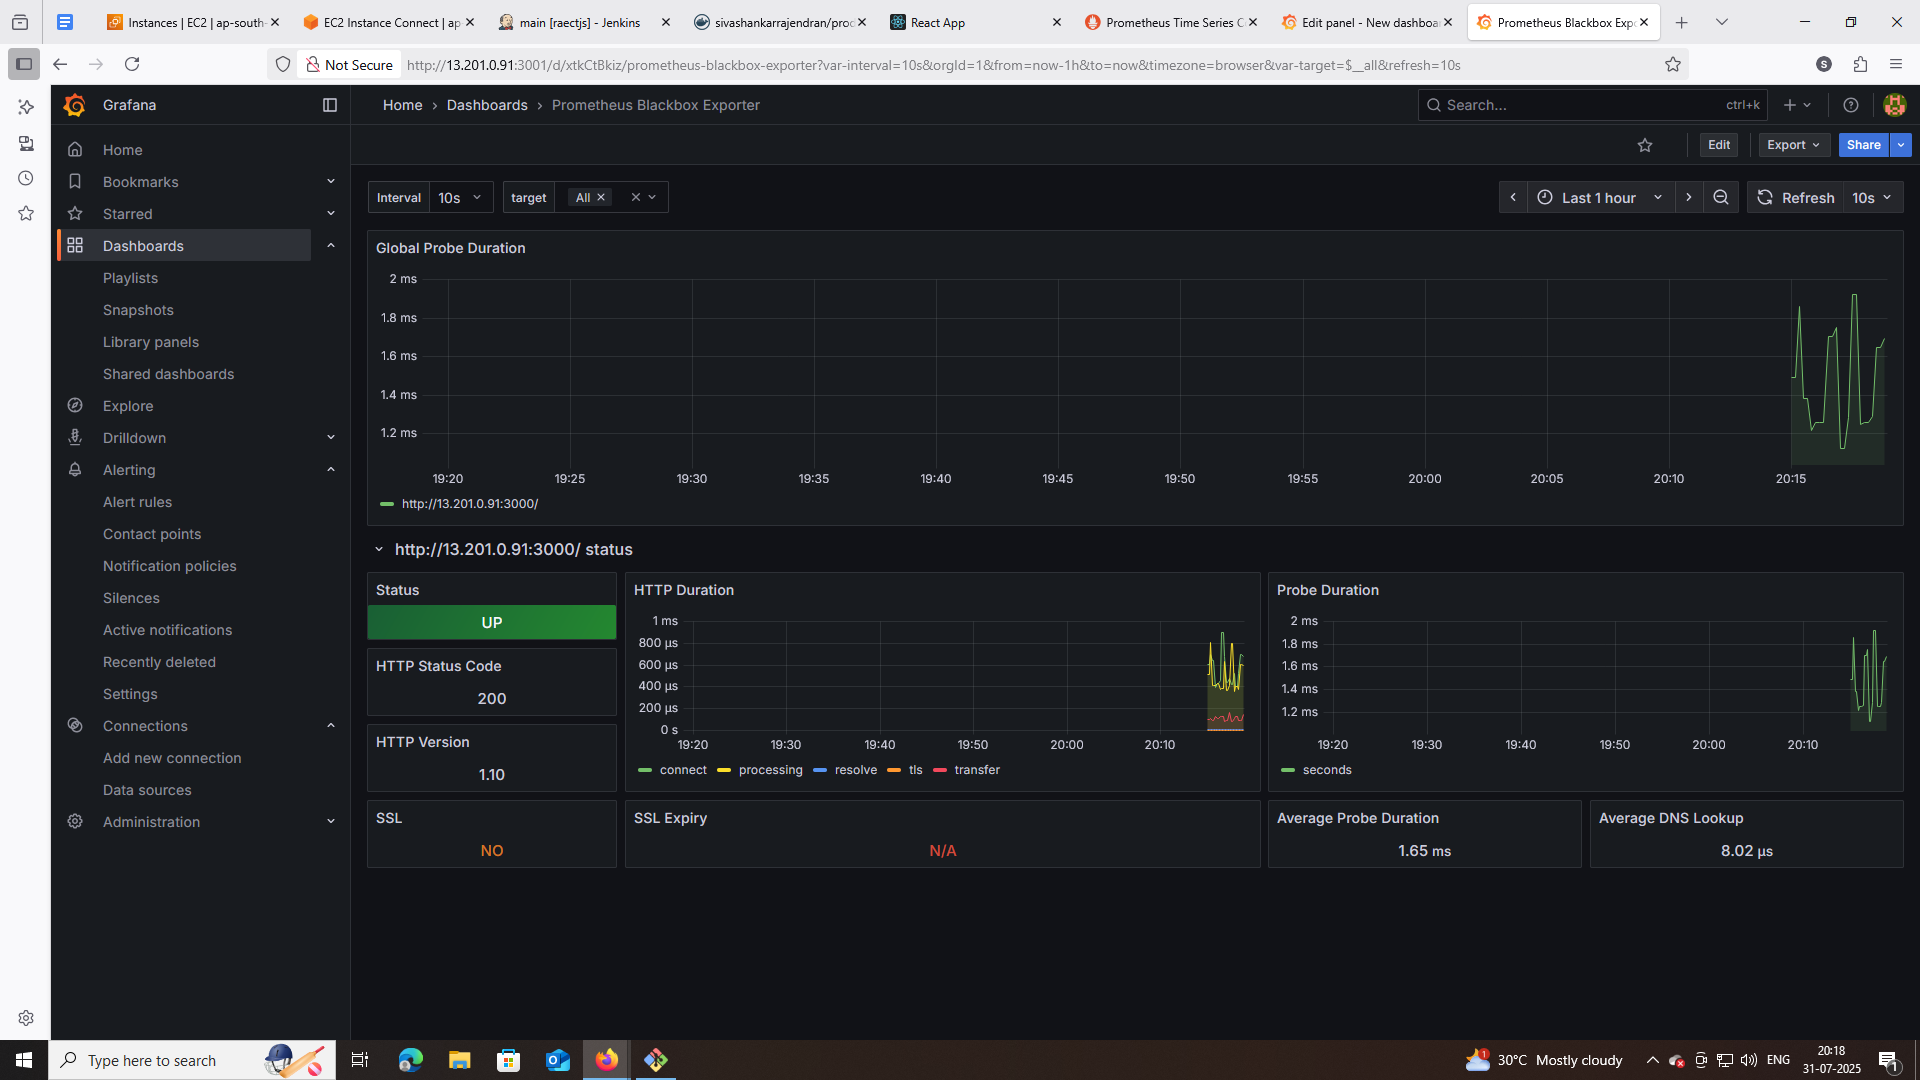 Instances | EC2 | ap-south-
EC2 Instance Connect | ap
main [raectjs] - Jenkins
sivashankarrajendran/prod
React App
Prometheus Time Series C
Edit panel - New dashboa
Prometheus Blackbox Exp
Not Secure
http://13.201.0.91:3001/d/xtkCtBkiz/prometheus-blackbox-exporter?var-interval=10s&orgId=1&from=now-1h&to=now&timezone=browser&var-target=$__all&refresh=10s
S
Grafana
Home › Dashboards › Prometheus Blackbox Exporter
Search...
ctrl+k
Edit
Export
Share
Home
Bookmarks
Starred
Dashboards
Playlists
Snapshots
Library panels
Shared dashboards
Explore
Drilldown
Alerting
Alert rules
Contact points
Notification policies
Silences
Active notifications
Recently deleted
Settings
Connections
Add new connection
Data sources
Administration
Interval 10s
target All
Last 1 hour
Refresh 10s
Global Probe Duration
2 ms
1.8 ms
1.6 ms
1.4 ms
1.2 ms
19:20 19:25 19:30 19:35 19:40 19:45 19:50 19:55 20:00 20:05 20:10 20:15
http://13.201.0.91:3000/
http://13.201.0.91:3000/ status
Status
UP
HTTP Status Code
200
HTTP Version
1.10
SSL
NO
HTTP Duration
1 ms
800 µs
600 µs
400 µs
200 µs
0 s
19:20 19:30 19:40 19:50 20:00 20:10
connect processing resolve tls transfer
Probe Duration
2 ms
1.8 ms
1.6 ms
1.4 ms
1.2 ms
19:20 19:30 19:40 19:50 20:00 20:10
seconds
SSL Expiry
N/A
Average Probe Duration
1.65 ms
Average DNS Lookup
8.02 µs
Type here to search
1
30°C Mostly cloudy
ENG
20:18
31-07-2025
1